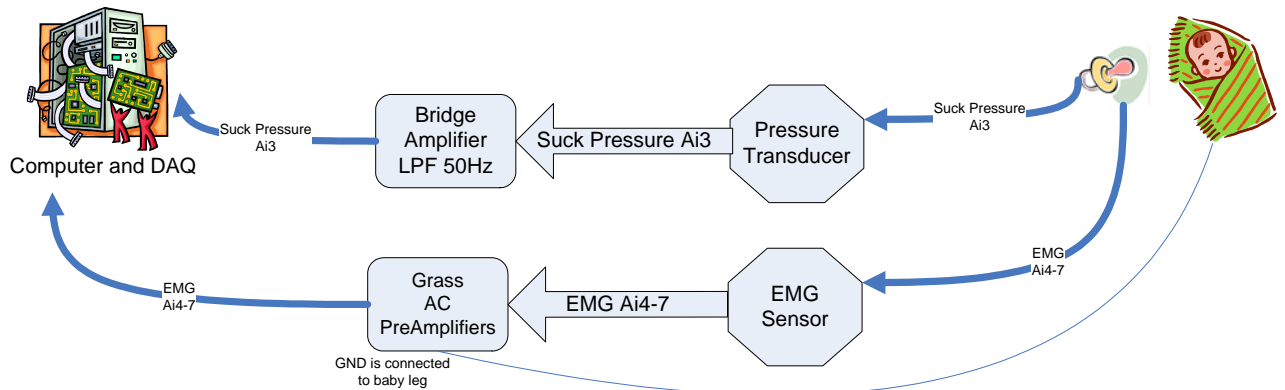 Computer and DAQ
Suck Pressure
Ai3
Bridge
Amplifier
LPF 50Hz
Suck Pressure Ai3
Pressure
Transducer
Suck Pressure
Ai3
EMG
Ai4-7
Grass
AC
PreAmplifiers
GND is connected
to baby leg
EMG Ai4-7
EMG
Sensor
EMG
Ai4-7